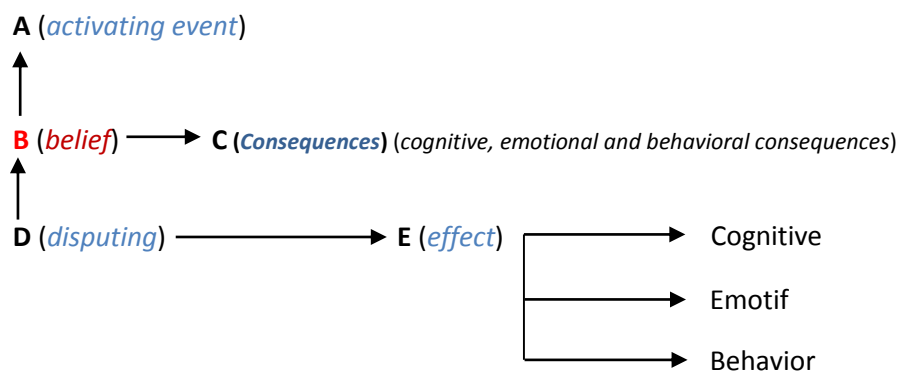 A (activating event)
B (belief) C (Consequences) (cognitive, emotional and behavioral consequences)
D (disputing) E (effect) Cognitive
Emotif
Behavior